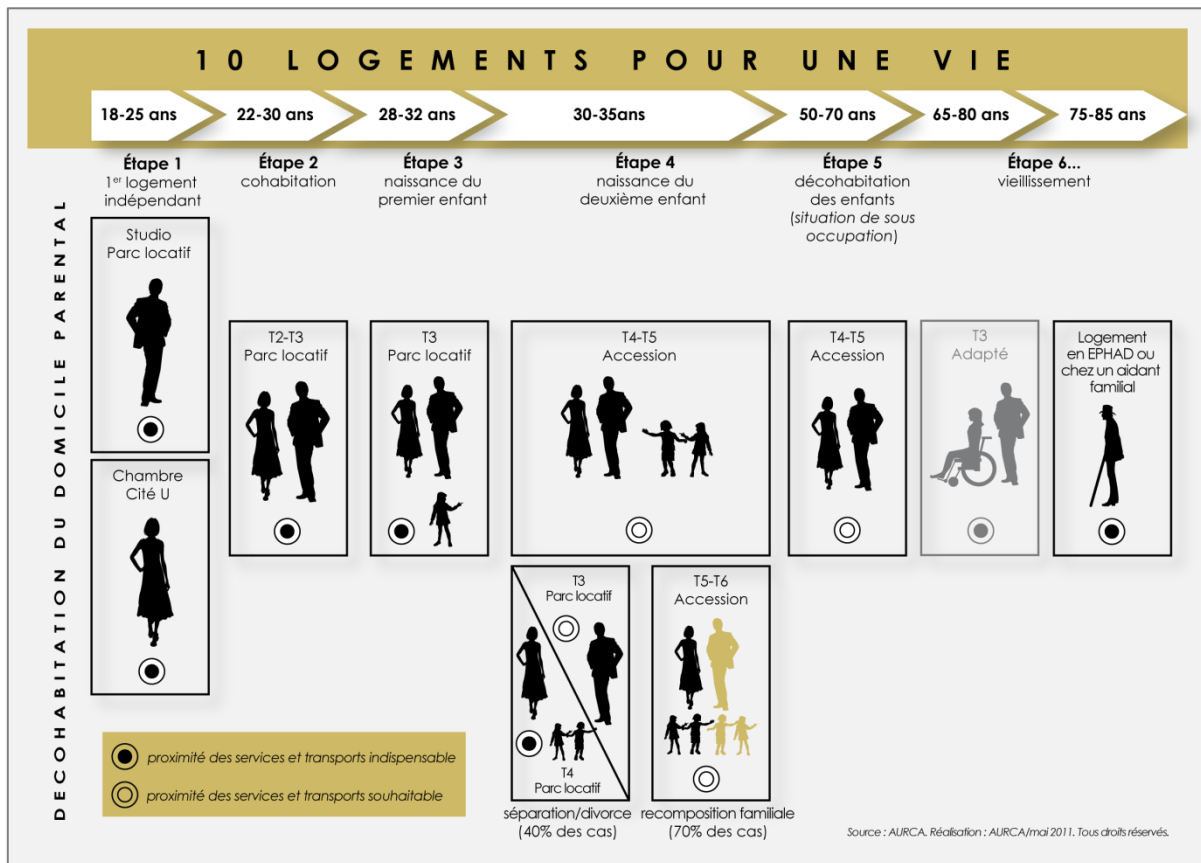 10 LOGEMENTS POUR UNE VIE
18-25 ans
22-30 ans
28-32 ans
30-35ans
50-70 ans
65-80 ans
75-85 ans
Étape 1
1er logement
indépendant
Étape 2
cohabitation
Étape 3
naissance du
premier enfant
Étape 4
naissance du
deuxième enfant
Étape 5
décohabitation
des enfants
(situation de sous
occupation)
Étape 6...
vieillissement
DECOHABITATION DU DOMICILE PARENTAL
Studio
Parc locatif
Chambre
Cité U
T2-T3
Parc locatif
T3
Parc locatif
T4-T5
Accession
T4-T5
Accession
T3
Adapté
Logement
en EPHAD ou
chez un aidant
familial
T3
Parc locatif
T4
Parc locatif
séparation/divorce
(40% des cas)
T5-T6
Accession
recomposition familiale
(70% des cas)
proximité des services et transports indispensable
proximité des services et transports souhaitable
Source : AURCA. Réalisation : AURCA/mai 2011. Tous droits réservés.